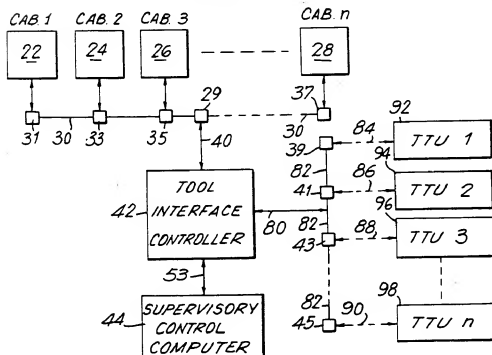 CAB. 1 CAB. 2 CAB. 3 CAB. n
22 24 26 28
29 37
31 30 33 35 40 30
39 84 92 TTU 1
82 94
41 86 TTU 2
42 TOOL INTERFACE CONTROLLER 80
82 96
43 88 TTU 3
53
44 SUPERVISORY CONTROL COMPUTER
82 98
45 90 TTU n